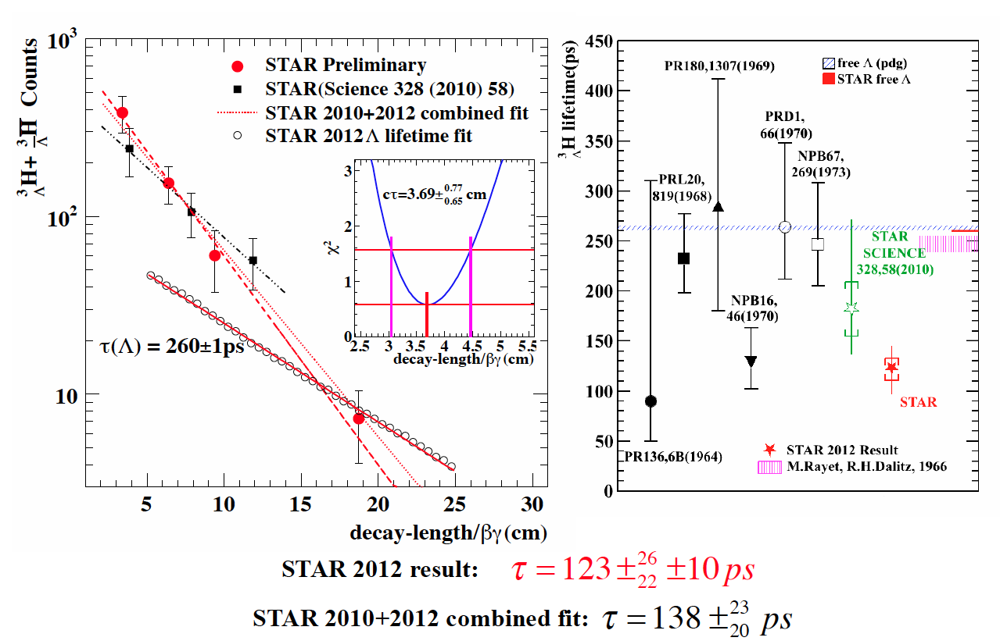 10³
10²
10
³ΛH+ ³Λ̅H̅ Counts
STAR Preliminary
STAR(Science 328 (2010) 58)
STAR 2010+2012 combined fit
STAR 2012 Λ lifetime fit
τ(Λ) = 260±1ps
cτ=3.69±0.77 0.65 cm
χ²
3
2
1
0
2.5 3 3.5 4 4.5 5 5.5
decay-length/βγ(cm)
5 10 15 20 25 30
decay-length/βγ(cm)
³ΛH lifetime(ps)
450
400
350
300
250
200
150
100
50
0
free Λ (pdg)
STAR free Λ
PR180,1307(1969)
PRD1,
66(1970)
NPB67,
269(1973)
PRL20,
819(1968)
STAR
SCIENCE
328,58(2010)
NPB16,
46(1970)
STAR
PR136,6B(1964)
STAR 2012 Result
M.Rayet, R.H.Dalitz, 1966
STAR 2012 result: τ = 123 ±26 22 ±10 ps
STAR 2010+2012 combined fit: τ = 138 ±23 20 ps